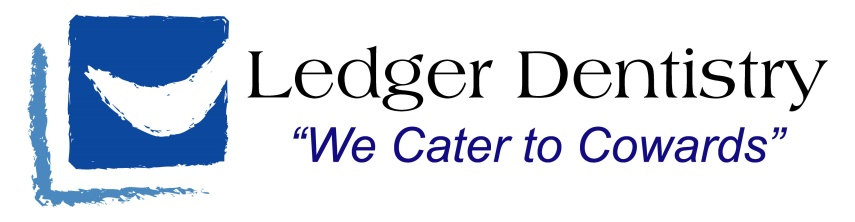 Ledger Dentistry
“We Cater to Cowards”